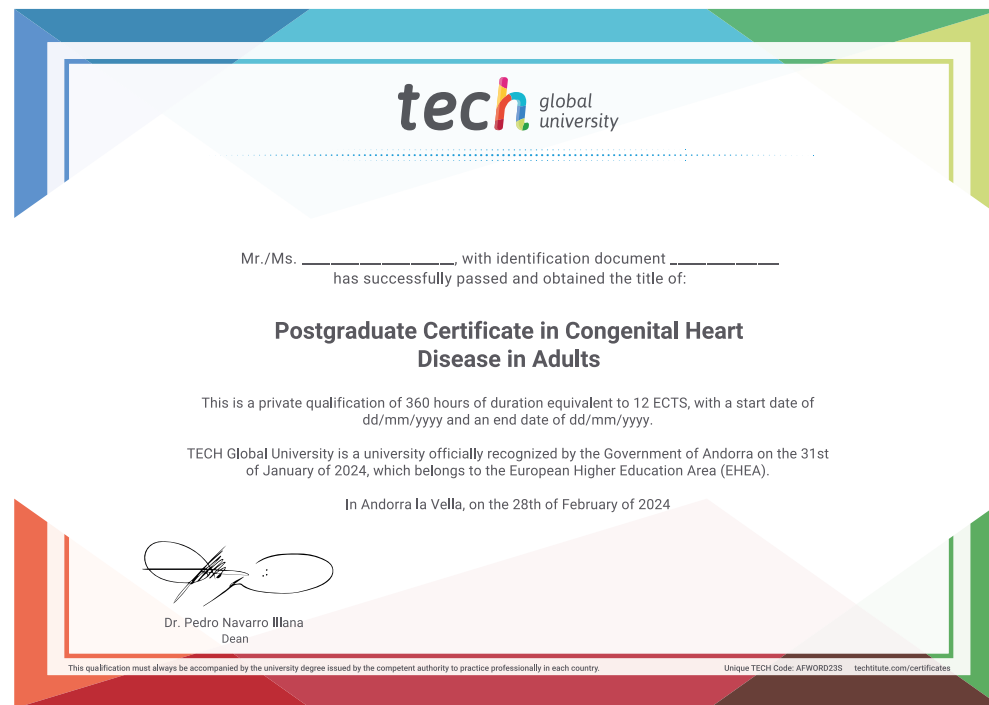 tech global
university
Mr./Ms. ____________________, with identification document ______________
has successfully passed and obtained the title of:
Postgraduate Certificate in Congenital Heart
Disease in Adults
This is a private qualification of 360 hours of duration equivalent to 12 ECTS, with a start date of
dd/mm/yyyy and an end date of dd/mm/yyyy.
TECH Global University is a university officially recognized by the Government of Andorra on the 31st
of January of 2024, which belongs to the European Higher Education Area (EHEA).
In Andorra la Vella, on the 28th of February of 2024
Dr. Pedro Navarro Illana
Dean
This qualification must always be accompanied by the university degree issued by the competent authority to practice professionally in each country.
Unique TECH Code: AFWORD23S techtitute.com/certificates